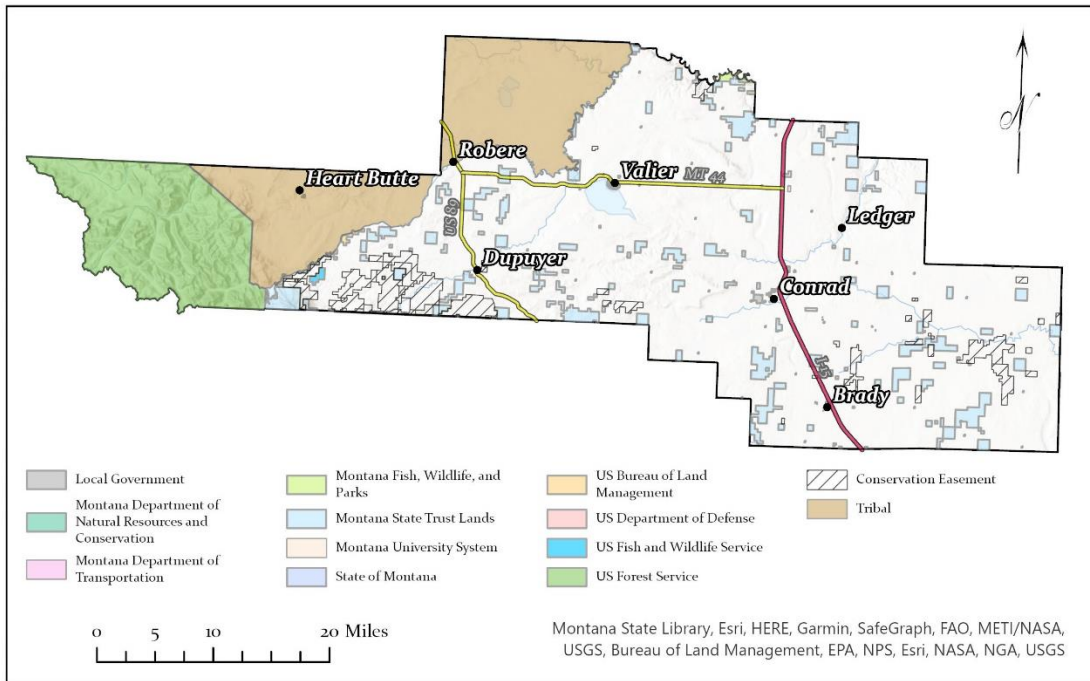 N
Robere
Heart Butte
Valier
MT 44
US 89
Ledger
Dupuyer
Conrad
I-15
Brady
Local Government
Montana Department of
Natural Resources and
Conservation
Montana Department of
Transportation
Montana Fish, Wildlife, and
Parks
Montana State Trust Lands
Montana University System
State of Montana
US Bureau of Land
Management
US Department of Defense
US Fish and Wildlife Service
US Forest Service
Conservation Easement
Tribal
0 5 10 20 Miles
Montana State Library, Esri, HERE, Garmin, SafeGraph, FAO, METI/NASA,
USGS, Bureau of Land Management, EPA, NPS, Esri, NASA, NGA, USGS